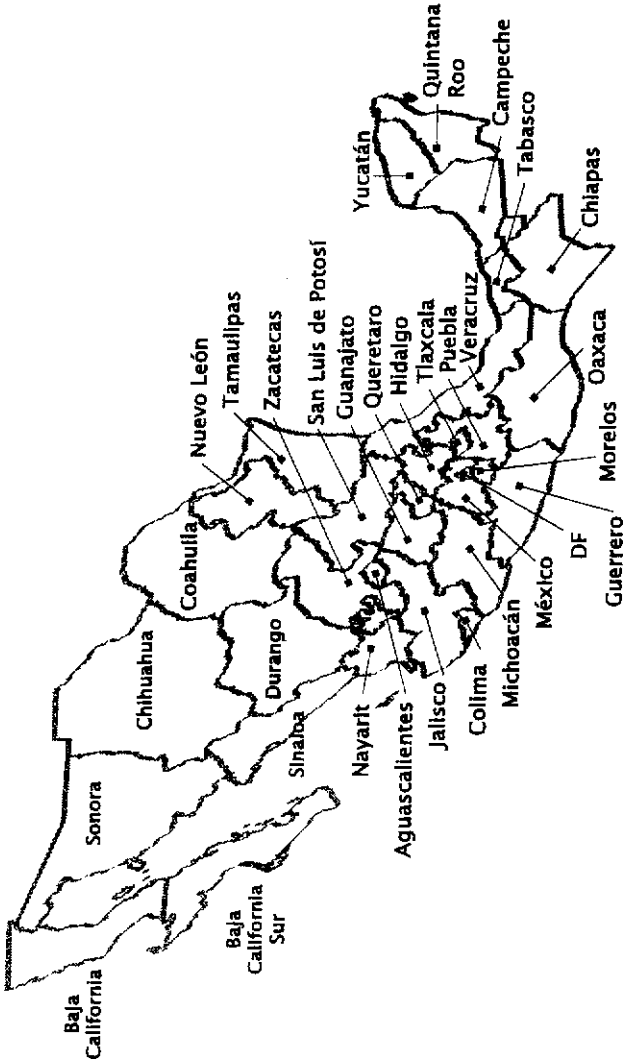 Baja
California
Baja
California
Sur
Sonora
Chihuahua
Sinaloa
Durango
Coahuila
Nuevo León
Tamaulipas
Zacatecas
San Luis de Potosí
Guanajato
Queretaro
Hidalgo
Tlaxcala
Puebla
Veracruz
Nayarit
Aguascalientes
Jalisco
Colima
Michoacán
México
DF
Guerrero
Morelos
Oaxaca
Yucatán
Quintana
Roo
Campeche
Tabasco
Chiapas